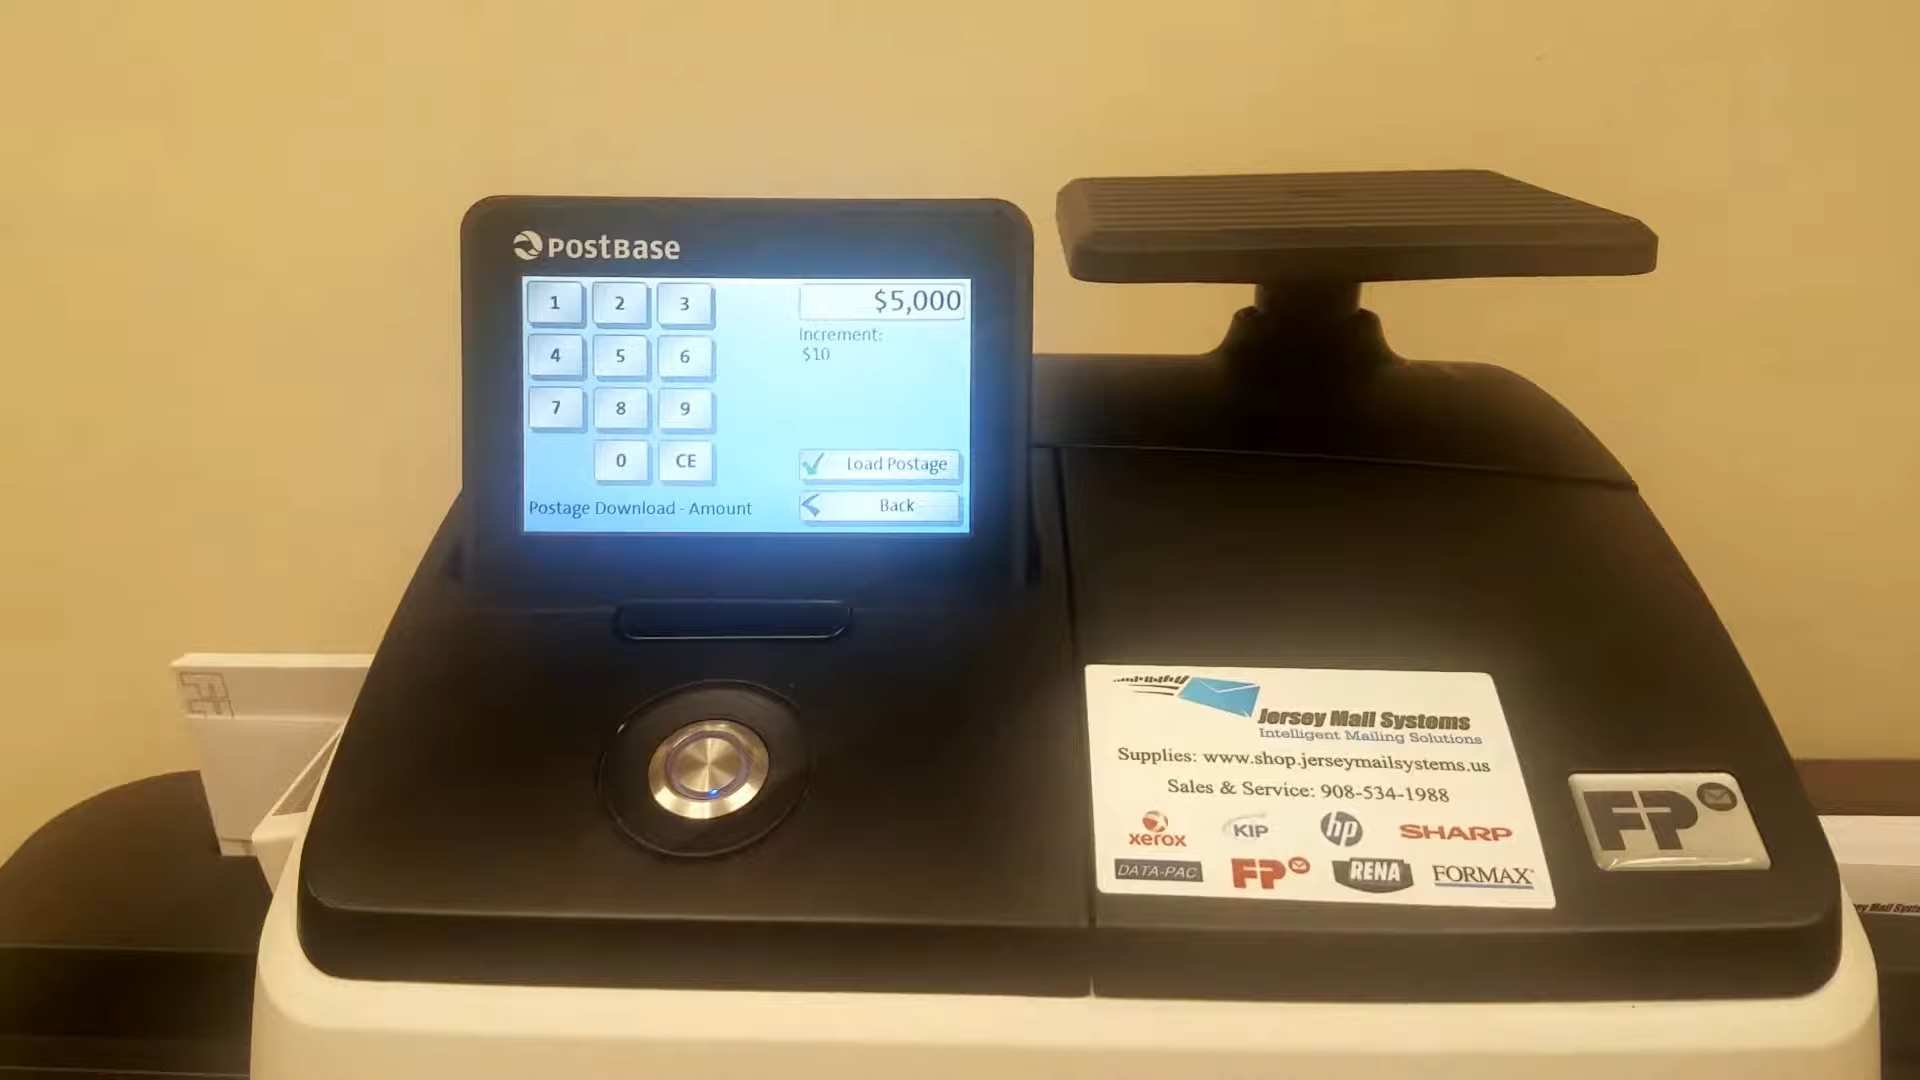 POSTBASE
1 2 3
$5,000
Increment:
$10
4 5 6
7 8 9
0 CE
Load Postage
Back
Postage Download - Amount
Jersey Mail Systems
Intelligent Mailing Solutions
Supplies: www.shop.jerseymailsystems.us
Sales & Service: 908-534-1988
xerox KIP hp SHARP
DATA-PAC FP RENA FORMAX
FP
FP